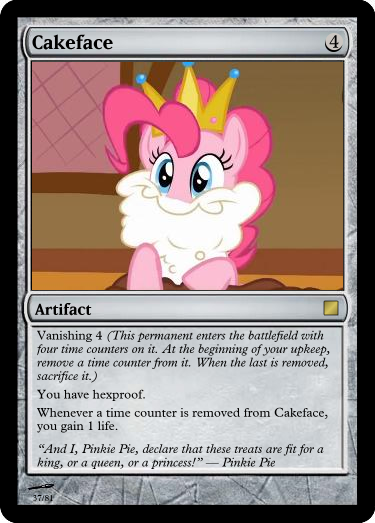 Cakeface 4
Artifact
Vanishing 4 (This permanent enters the battlefield with
four time counters on it. At the beginning of your upkeep,
remove a time counter from it. When the last is removed,
sacrifice it.)
You have hexproof.
Whenever a time counter is removed from Cakeface,
you gain 1 life.
“And I, Pinkie Pie, declare that these treats are fit for a
king, or a queen, or a princess!” — Pinkie Pie
37/81